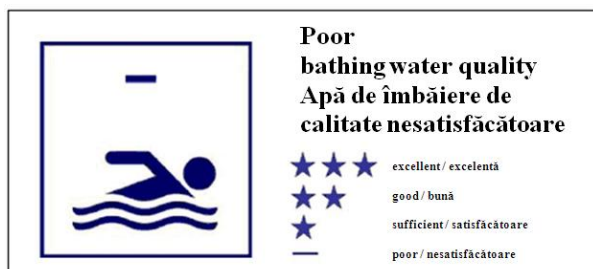 Poor
bathing water quality
Apă de îmbăiere de
calitate nesatisfăcătoare
excellent / excelentă
good / bună
sufficient / satisfăcătoare
poor / nesatisfăcătoare